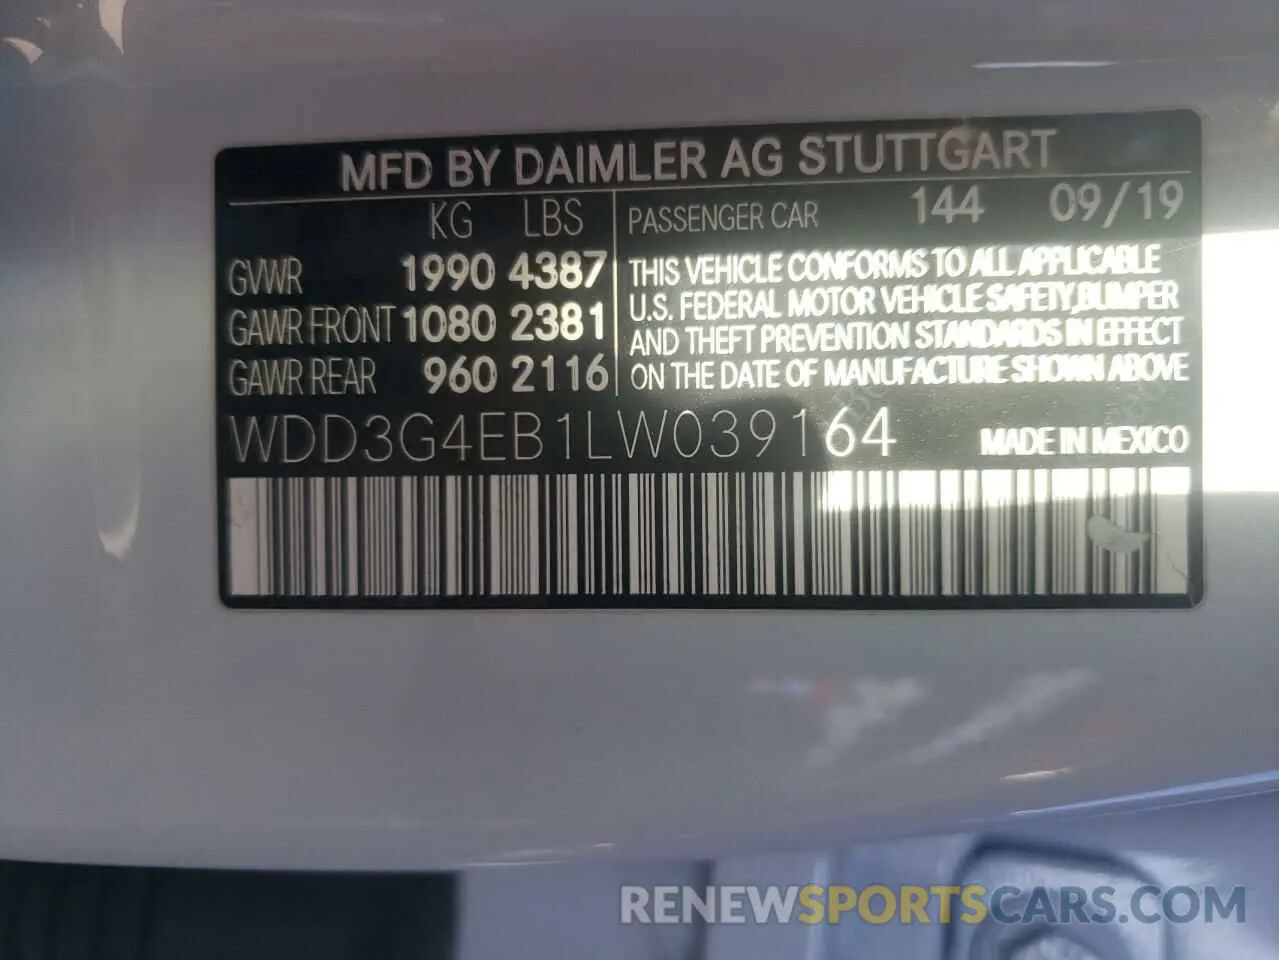 MFD BY DAIMLER AG STUTTGART
KG LBS
GVWR 1990 4387
GAWR FRONT 1080 2381
GAWR REAR 960 2116
PASSENGER CAR 144 09/19
THIS VEHICLE CONFORMS TO ALL APPLICABLE
U.S. FEDERAL MOTOR VEHICLE SAFETY, BUMPER
AND THEFT PREVENTION STANDARDS IN EFFECT
ON THE DATE OF MANUFACTURE SHOWN ABOVE
WDD3G4EB1LW039164 MADE IN MEXICO
RENEWSPORTSCARS.COM